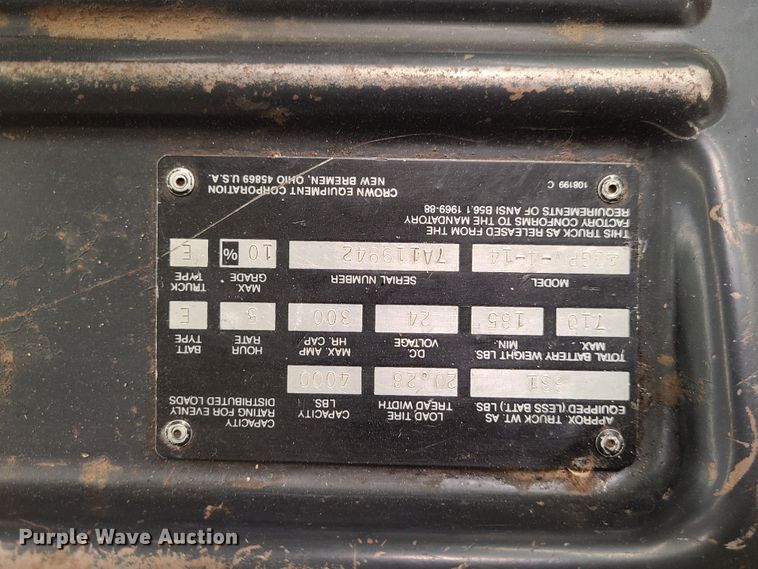 APPROX. TRUCK WT. AS
EQUIPPED (LESS BATT.) LBS.
LOAD TIRE
TREAD WIDTH
20.28
CAPACITY
LBS.
4000
CAPACITY
RATING FOR EVENLY
DISTRIBUTED LOADS
TOTAL BATTERY WEIGHT LBS.
MAX.
710
MIN.
185
D.C.
VOLTAGE
24
MAX. AMP
HR. CAP.
300
HOUR
RATE
5
BATT.
TYPE
E
MODEL
SERIAL NUMBER
7A119942
MAX
GRADE
10 %
TRUCK
TYPE
E
THIS TRUCK AS RELEASED FROM THE
FACTORY CONFORMS TO THE MANDATORY
REQUIREMENTS OF ANSI B56.1 1969-88
108199 C
CROWN EQUIPMENT CORPORATION
NEW BREMEN, OHIO 45869 U.S.A.
Purple Wave Auction